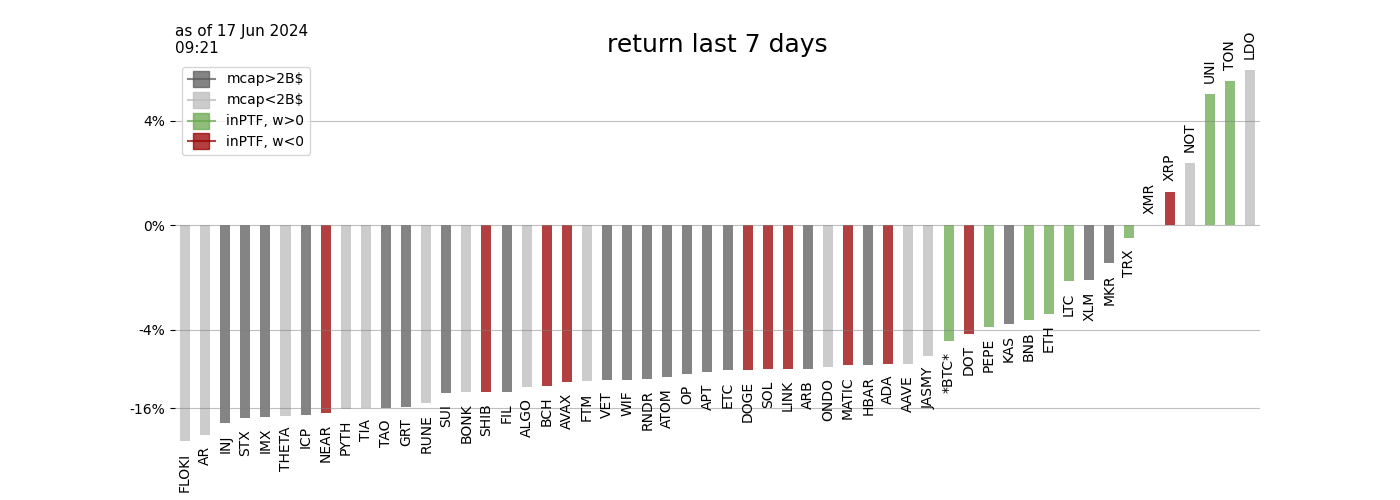 as of 17 Jun 2024
09:21
return last 7 days
mcap>2B$
mcap<2B$
inPTF, w>0
inPTF, w<0
4%
0%
-4%
-16%
FLOKI
AR
INJ
STX
IMX
THETA
ICP
NEAR
PYTH
TIA
TAO
GRT
RUNE
SUI
BONK
SHIB
FIL
ALGO
BCH
AVAX
FTM
VET
WIF
RNDR
ATOM
OP
APT
ETC
DOGE
SOL
LINK
ARB
ONDO
MATIC
HBAR
ADA
AAVE
JASMY
*BTC*
DOT
PEPE
KAS
BNB
ETH
LTC
XLM
MKR
TRX
XMR
XRP
NOT
UNI
TON
LDO